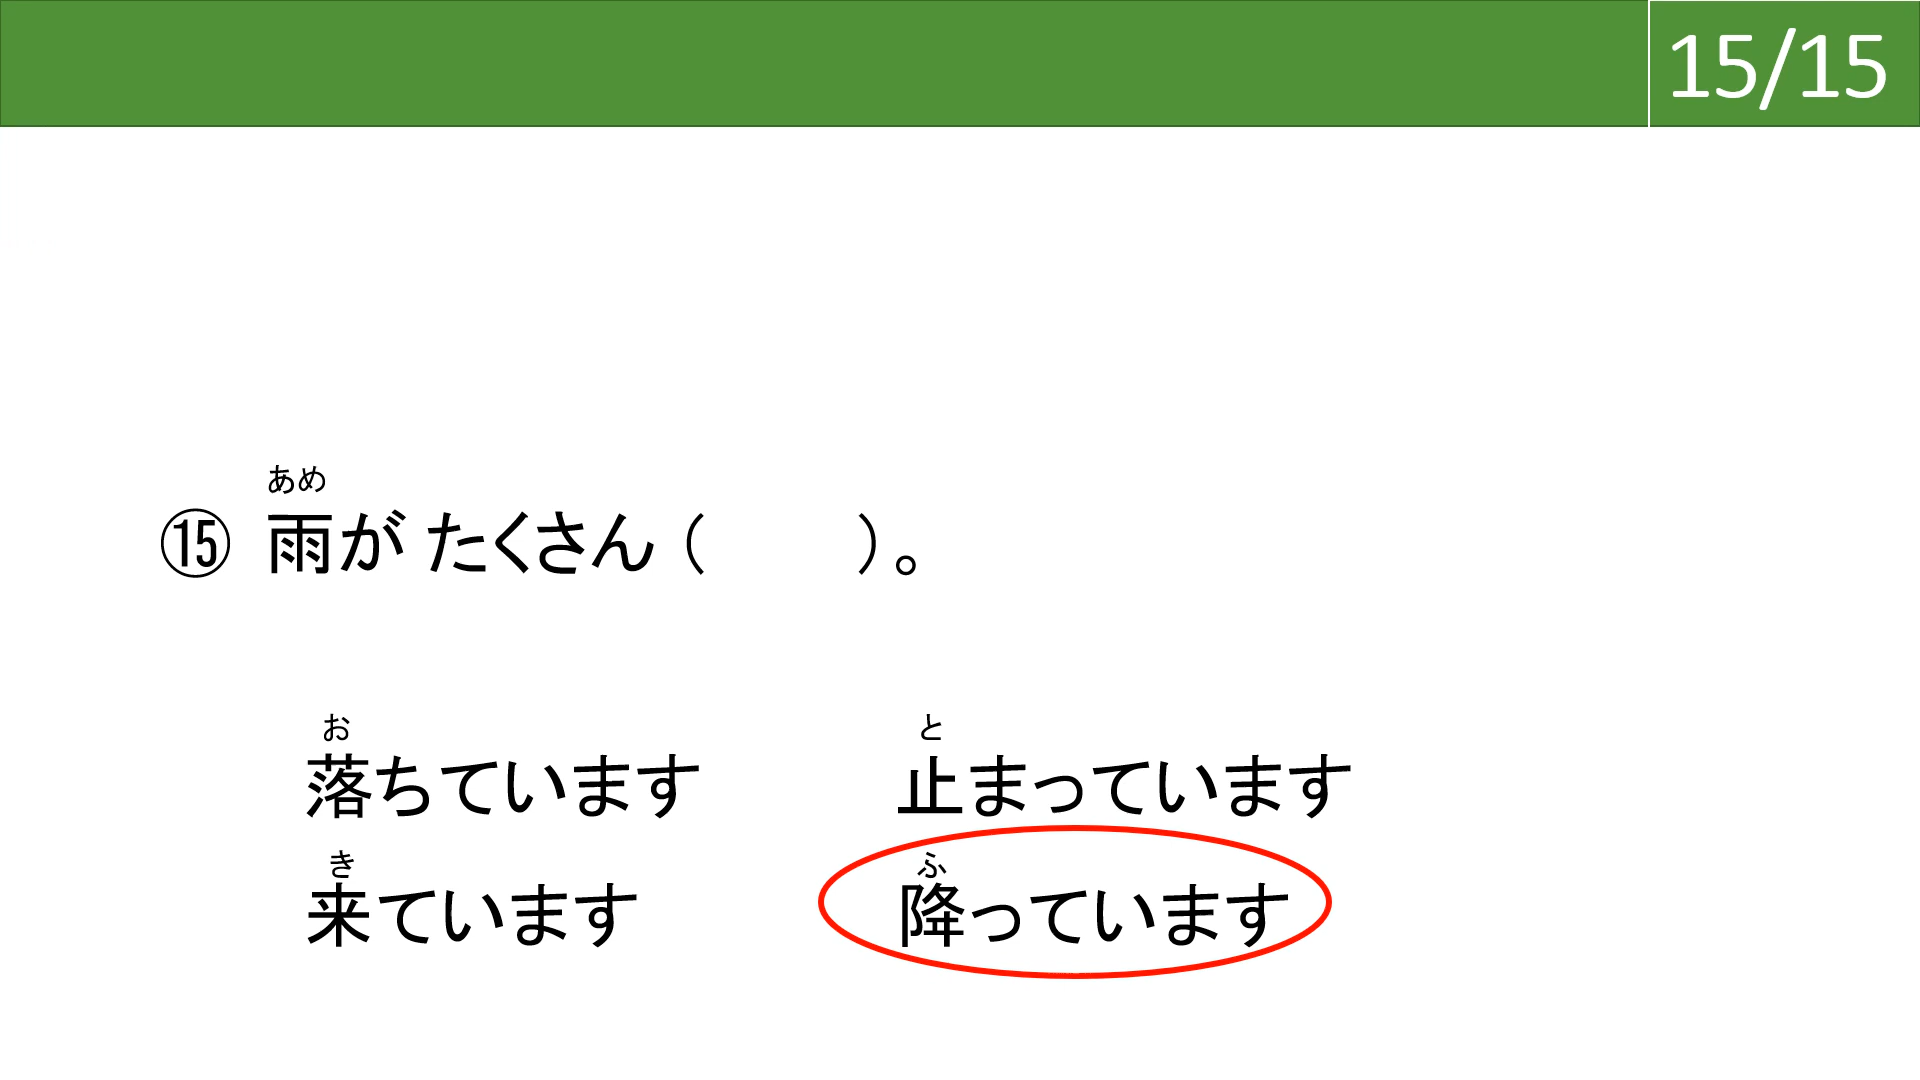 15/15
あめ
⑮ 雨が たくさん（　　）。
お　と
落ちています　止まっています
き　ふ
来ています　降っています